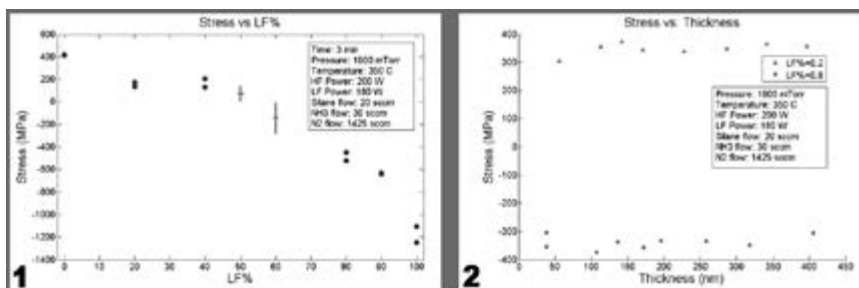 Stress vs LF%
Stress (MPa)
600
400
200
0
-200
-400
-600
-800
-1000
-1200
-1400
Time: 3 min
Pressure: 1000 mTorr
Temperature: 350 C
HF Power: 200 W
LF Power: 180 W
Silane flow: 20 sccm
NH3 flow: 30 sccm
N2 flow: 1425 sccm
0 10 20 30 40 50 60 70 80 90 100
LF%
1
Stress vs. Thickness
Stress (MPa)
400
300
200
100
0
-100
-200
-300
-400
LF%=0.2
LF%=0.8
Pressure: 1000 mTorr
Temperature: 350 C
HF Power: 200 W
LF Power: 180 W
Silane flow: 20 sccm
NH3 flow: 30 sccm
N2 flow: 1425 sccm
0 50 100 150 200 250 300 350 400 450
Thickness (nm)
2